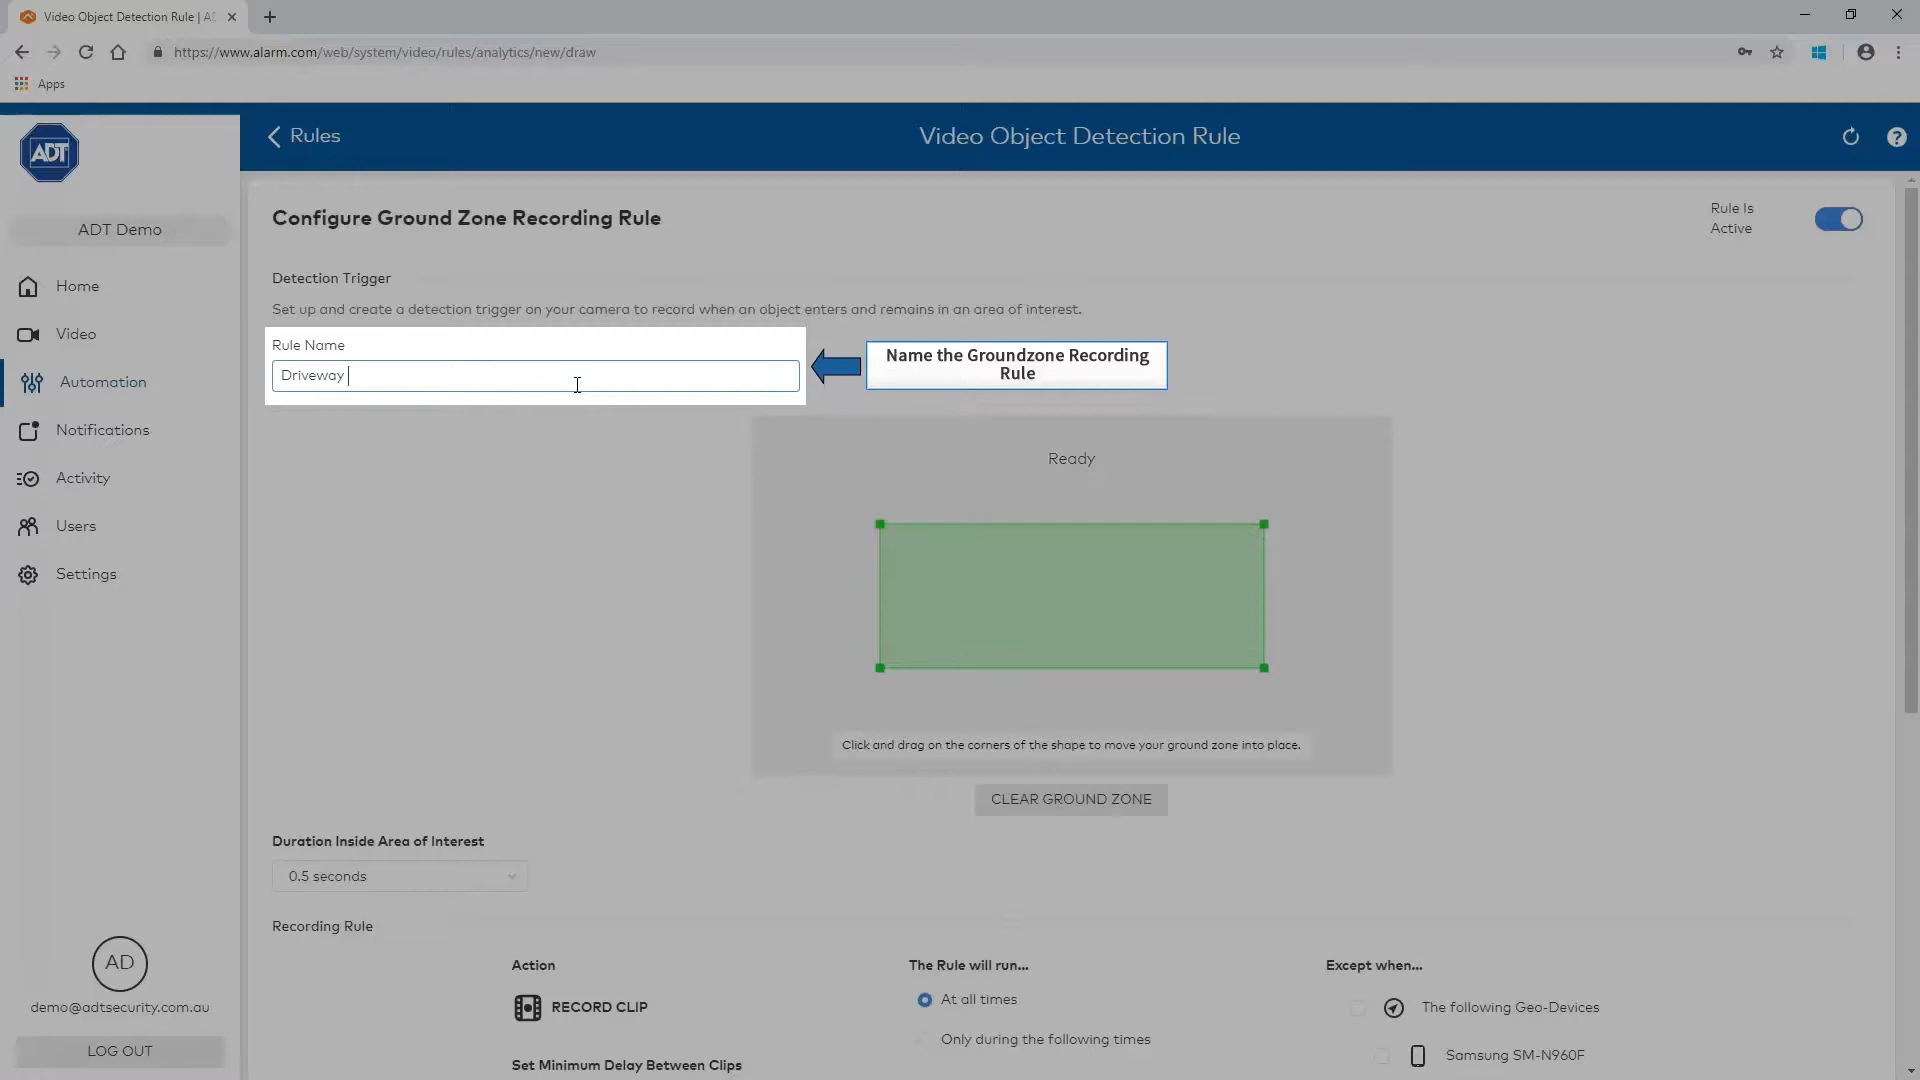 Video Object Detection Rule | AD
https://www.alarm.com/web/system/video/rules/analytics/new/draw
Apps
ADT
Rules
Video Object Detection Rule
?
ADT Demo
Home
Video
Automation
Notifications
Activity
Users
Settings
AD
demo@adtsecurity.com.au
LOG OUT
Configure Ground Zone Recording Rule
Rule Is
Active
Detection Trigger
Set up and create a detection trigger on your camera to record when an object enters and remains in an area of interest.
Rule Name
Driveway
Name the Groundzone Recording
Rule
Ready
Click and drag on the corners of the shape to move your ground zone into place.
CLEAR GROUND ZONE
Duration Inside Area of Interest
0.5 seconds
Recording Rule
Action
RECORD CLIP
Set Minimum Delay Between Clips
The Rule will run...
At all times
Only during the following times
Except when...
The following Geo-Devices
Samsung SM-N960F